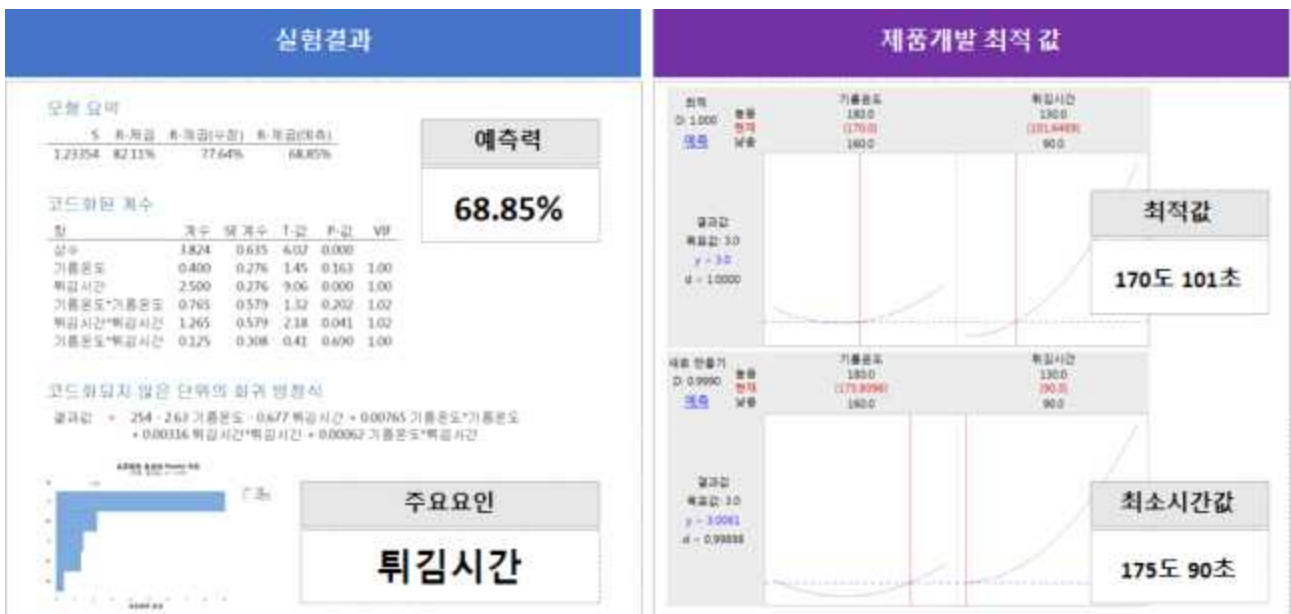 실험결과
모형 요약
S R-제곱 R-제곱(수정) R-제곱(예측)
1.23354 82.11% 77.64% 68.85%
예측력
68.85%
코드화된 계수
항 계수 SE 계수 T-값 P-값 VIF
상수 3.824 0.635 6.02 0.000
기름온도 0.400 0.276 1.45 0.163 1.00
튀김시간 2.500 0.276 9.06 0.000 1.00
기름온도*기름온도 0.765 0.579 1.32 0.202 1.02
튀김시간*튀김시간 1.265 0.579 2.18 0.041 1.02
기름온도*튀김시간 0.125 0.308 0.41 0.690 1.00
코드화되지 않은 단위의 회귀 방정식
결과값 = 254 - 2.63 기름온도 - 0.677 튀김시간 + 0.00765 기름온도*기름온도
+ 0.00316 튀김시간*튀김시간 + 0.00062 기름온도*튀김시간
주요요인
튀김시간
제품개발 최적 값
최적 기름온도 튀김시간
D: 1.000 높음 180.0 130.0
현재 (170.0) (101.6489)
예측 낮음 160.0 90.0
결과값
목표값: 3.0
y = 3.0
d = 1.0000
최적값
170도 101초
새로 만들기 기름온도 튀김시간
D: 0.9990 높음 180.0 130.0
현재 (175.8096) (90.0)
예측 낮음 160.0 90.0
결과값
목표값: 3.0
y = 3.0081
d = 0.99898
최소시간값
175도 90초